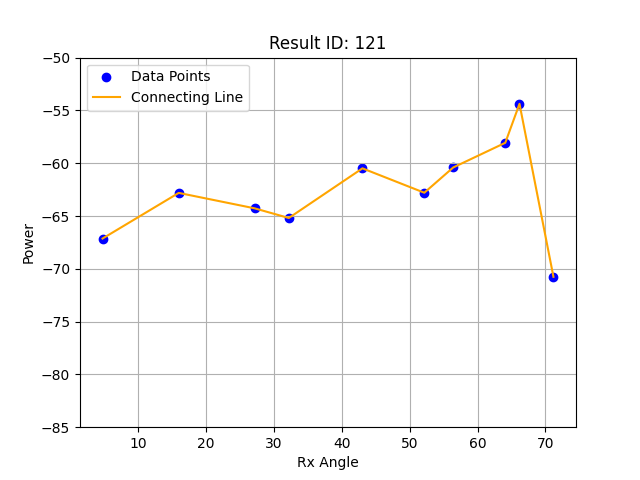 Result ID: 121
Data Points
Connecting Line
−50
−55
−60
−65
−70
−75
−80
−85
Power
10 20 30 40 50 60 70
Rx Angle